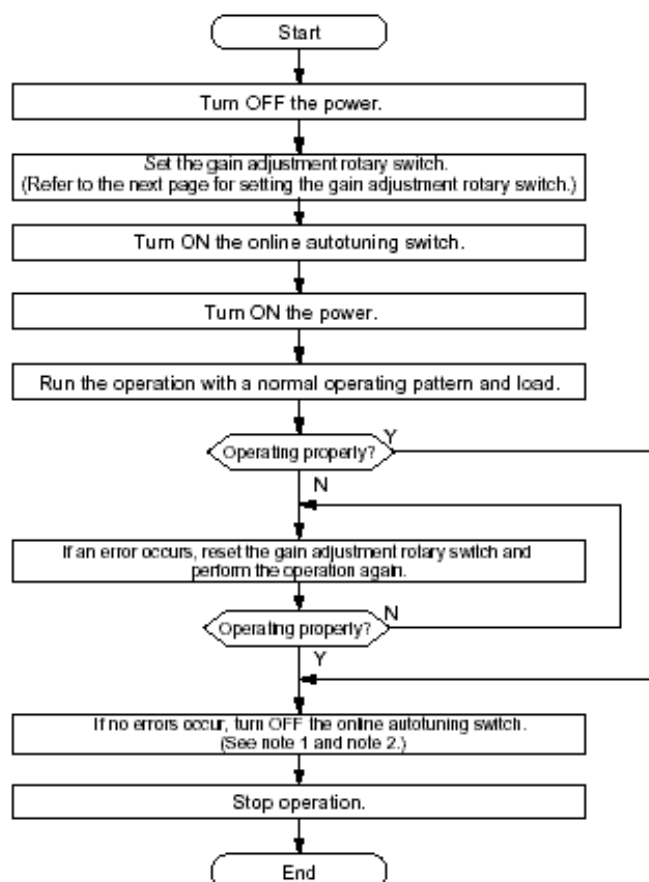 Start
Turn OFF the power.
Set the gain adjustment rotary switch.
(Refer to the next page for setting the gain adjustment rotary switch.)
Turn ON the online autotuning switch.
Turn ON the power.
Run the operation with a normal operating pattern and load.
Operating properly?
Y
N
If an error occurs, reset the gain adjustment rotary switch and
perform the operation again.
Operating properly?
N
Y
If no errors occur, turn OFF the online autotuning switch.
(See note 1 and note 2.)
Stop operation.
End